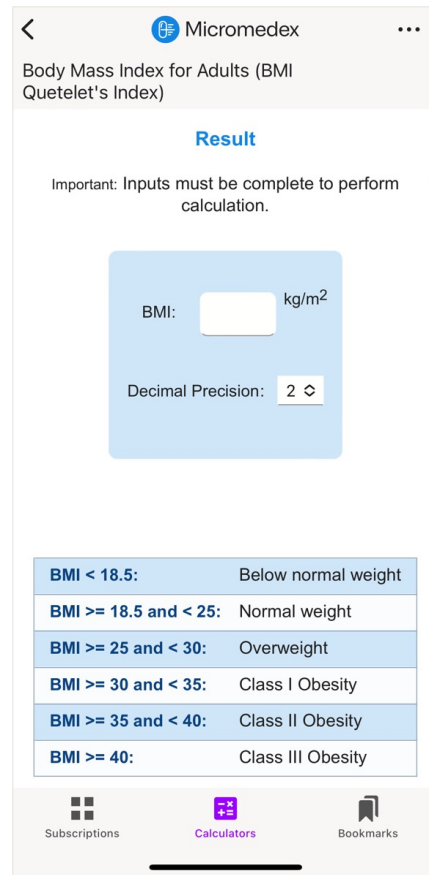 Micromedex
Body Mass Index for Adults (BMI
Quetelet's Index)
Result
Important: Inputs must be complete to perform
calculation.
BMI: kg/m²
Decimal Precision: 2
BMI < 18.5: Below normal weight
BMI >= 18.5 and < 25: Normal weight
BMI >= 25 and < 30: Overweight
BMI >= 30 and < 35: Class I Obesity
BMI >= 35 and < 40: Class II Obesity
BMI >= 40: Class III Obesity
Subscriptions Calculators Bookmarks